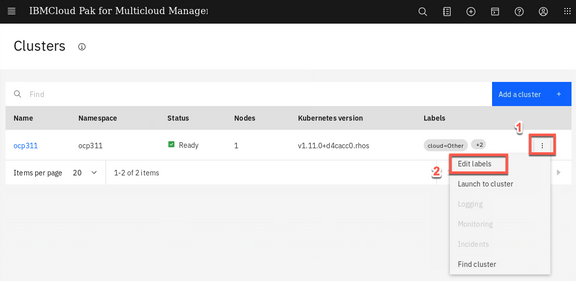 IBMCloud Pak for Multicloud Manage
Clusters
Find
Add a cluster +
Name Namespace Status Nodes Kubernetes version Labels
1
ocp311 ocp311 Ready 1 v1.11.0+d4cacc0.rhos cloud=Other +2
2
Edit labels
Items per page 20 1-2 of 2 items
Launch to cluster
Logging
Monitoring
Incidents
Find cluster